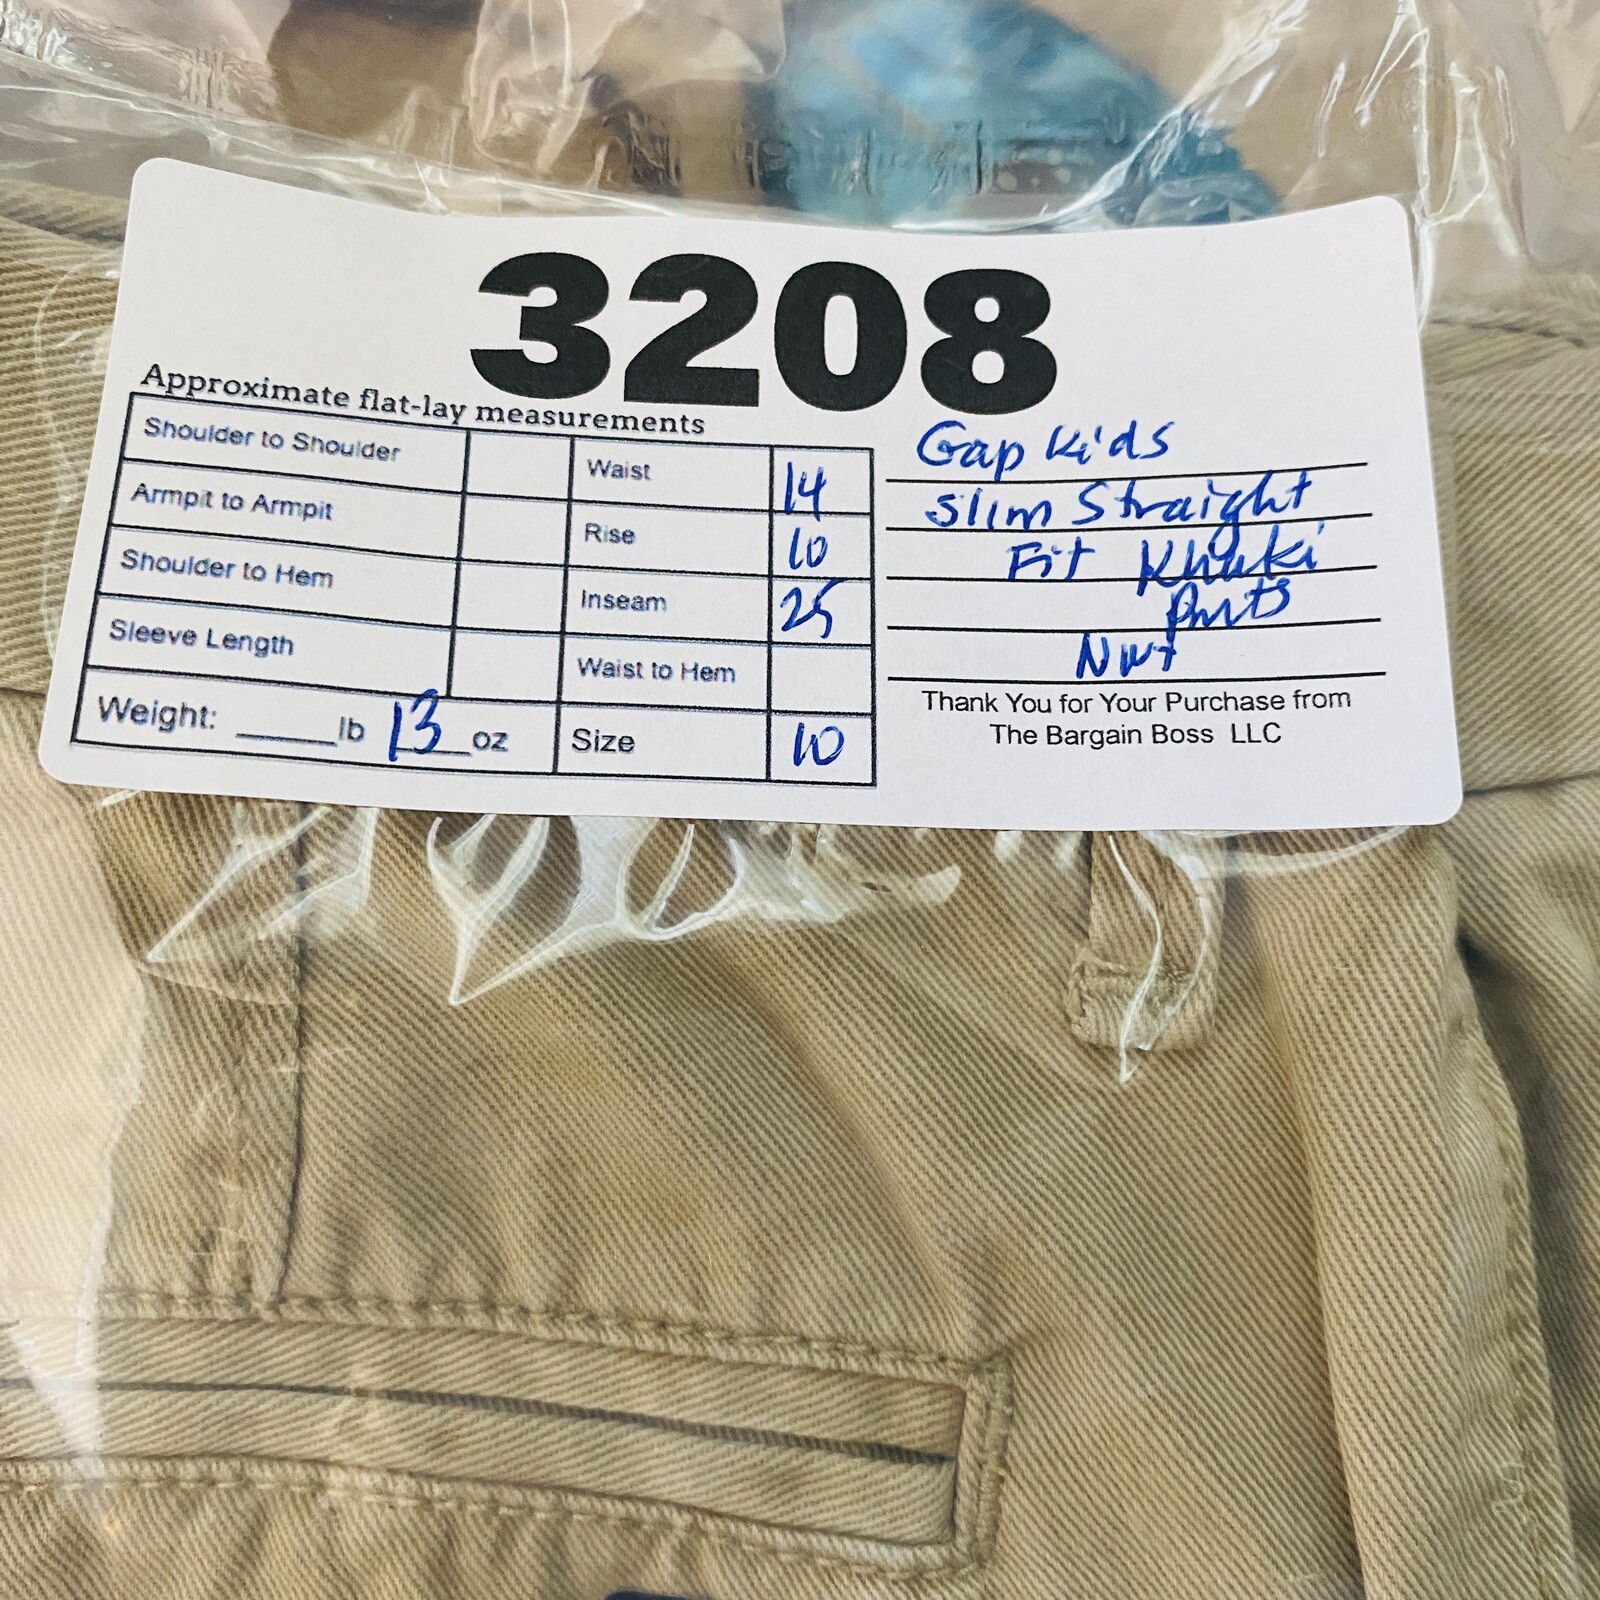 3208
Approximate flat-lay measurements
Shoulder to Shoulder
Armpit to Armpit
Shoulder to Hem
Sleeve Length
Weight: _____lb 13 oz
Waist 14
Rise 10
Inseam 25
Waist to Hem
Size 10
Gap Kids
Slim Straight
Fit Khaki
Pants
NWT
Thank You for Your Purchase from
The Bargain Boss LLC